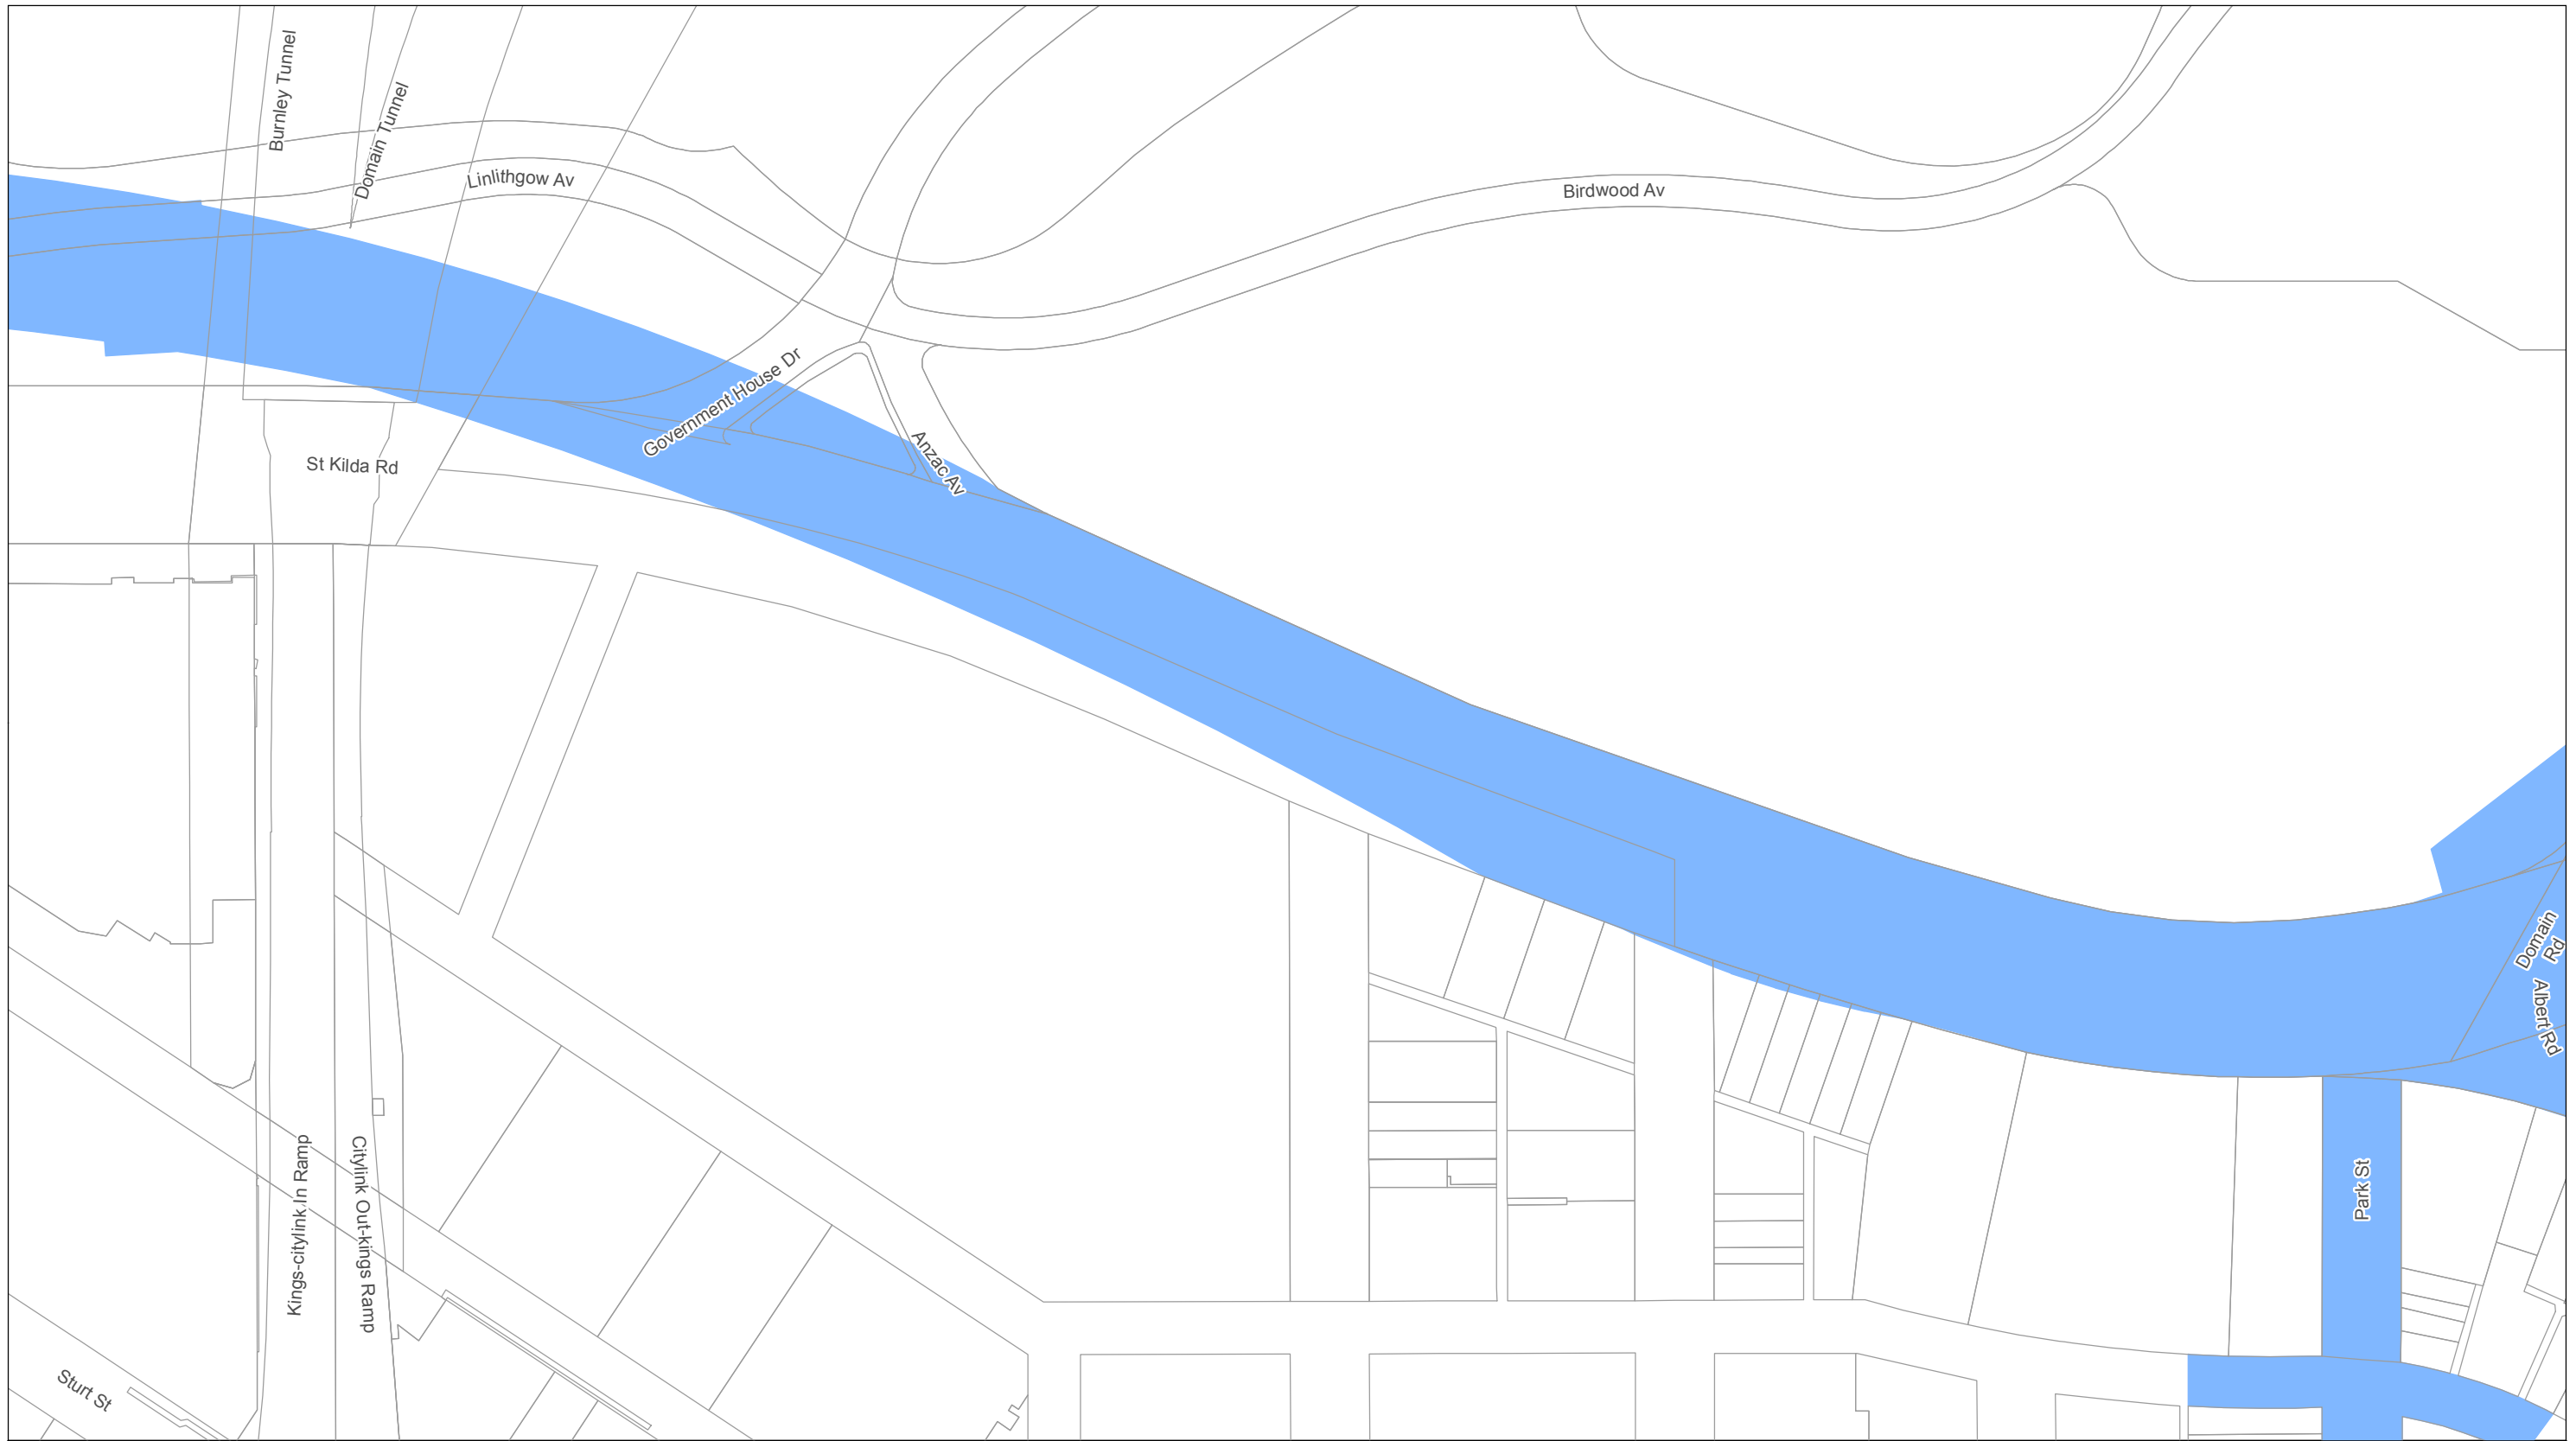 Burnley Tunnel
Domain Tunnel
Linlithgow Av
Birdwood Av
Government House Dr
Anzac Av
St Kilda Rd
Domain
Rd
Albert Rd
Park St
Kings-citylink In Ramp
Citylink Out-kings Ramp
Sturt St